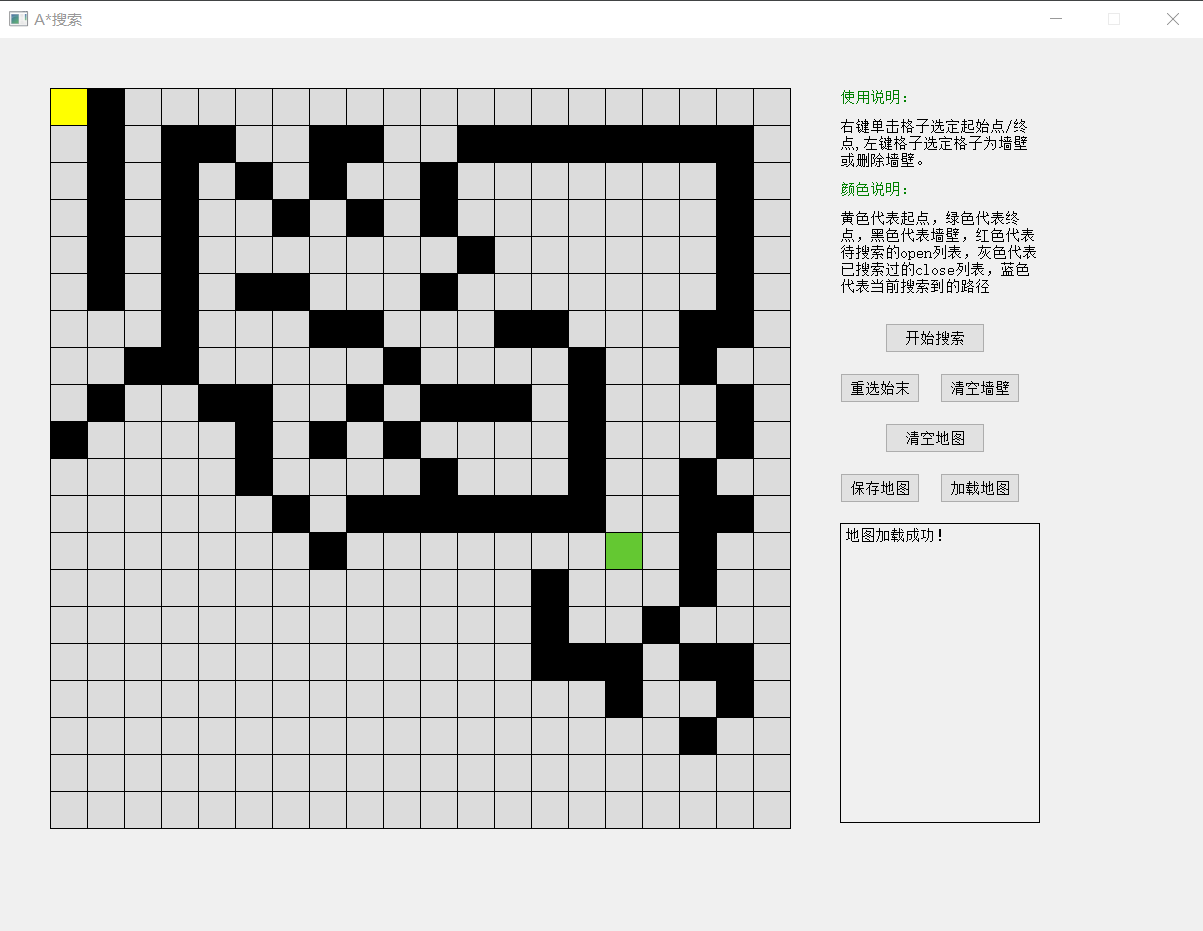 A*搜索
使用说明:
右键单击格子选定起始点/终
点,左键格子选定格子为墙壁
或删除墙壁。
颜色说明:
黄色代表起点，绿色代表终
点，黑色代表墙壁，红色代表
待搜索的open列表，灰色代表
已搜索过的close列表，蓝色
代表当前搜索到的路径
开始搜索
重选始末 清空墙壁
清空地图
保存地图 加载地图
地图加载成功!